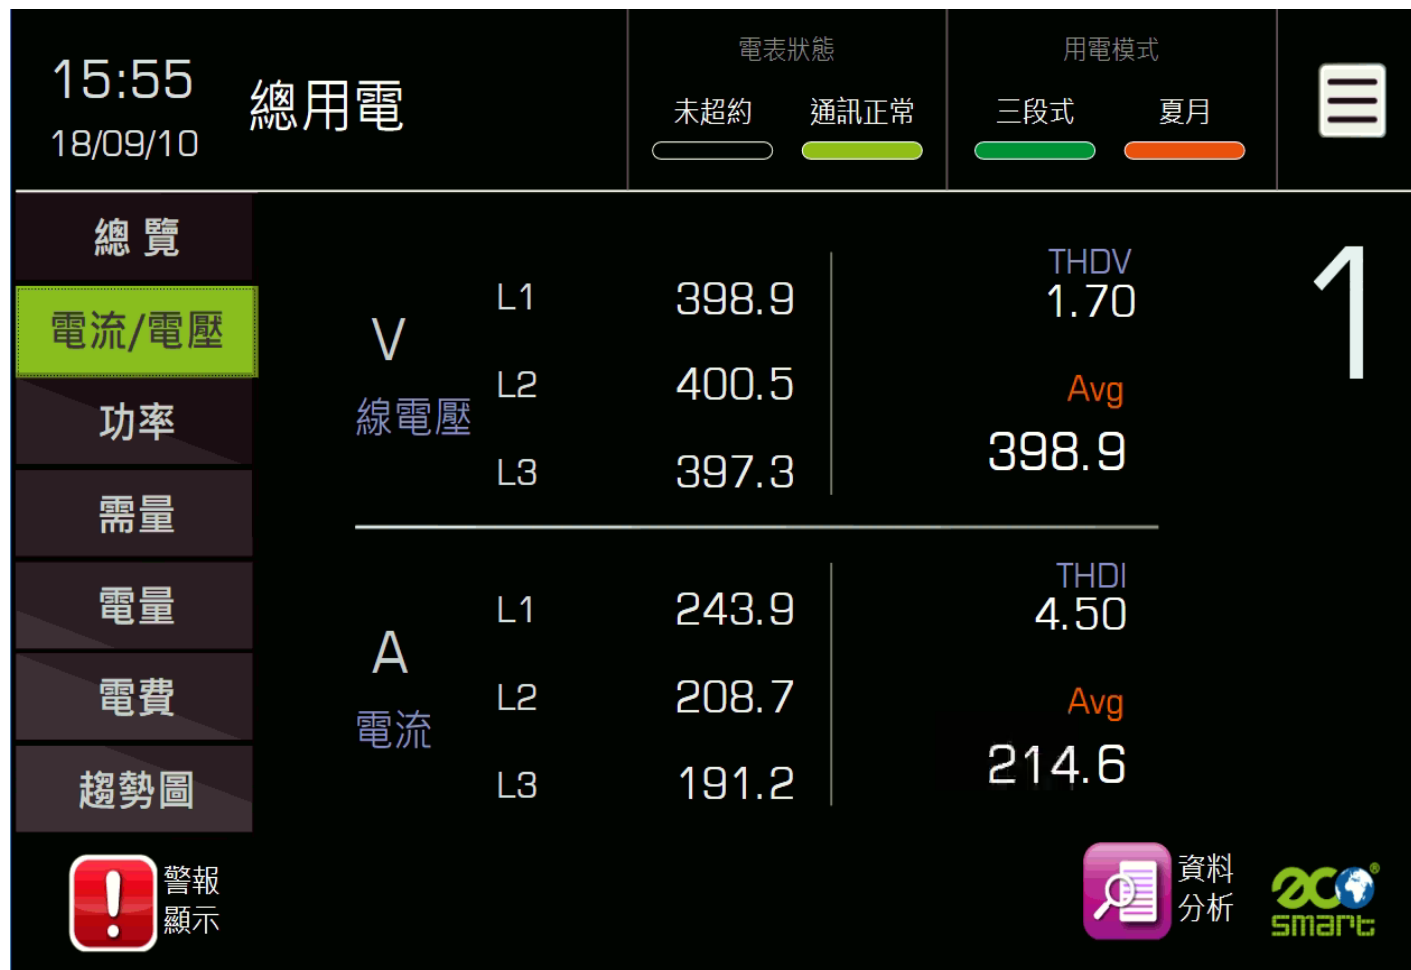 15:55
18/09/10
總用電
電表狀態
未超約 通訊正常
用電模式
三段式 夏月
總 覽
電流/電壓
功率
需量
電量
電費
趨勢圖
V
線電壓
L1 398.9
L2 400.5
L3 397.3
THDV
1.70
Avg
398.9
1
A
電流
L1 243.9
L2 208.7
L3 191.2
THDI
4.50
Avg
214.6
警報
顯示
資料
分析
eco
smart